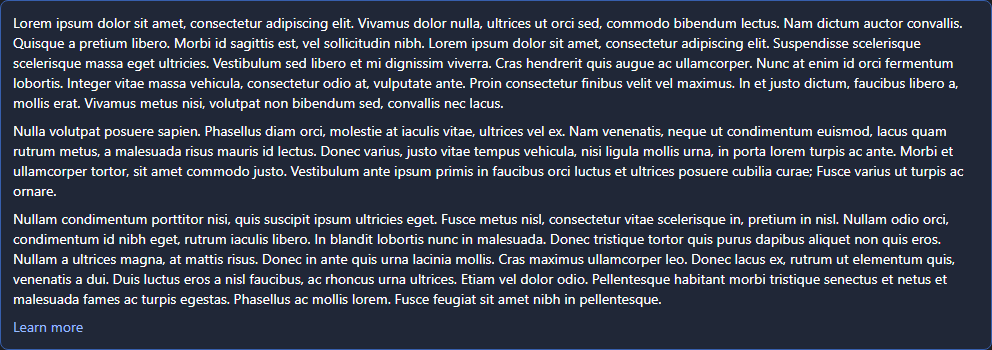 Lorem ipsum dolor sit amet, consectetur adipiscing elit. Vivamus dolor nulla, ultrices ut orci sed, commodo bibendum lectus. Nam dictum auctor convallis.
Quisque a pretium libero. Morbi id sagittis est, vel sollicitudin nibh. Lorem ipsum dolor sit amet, consectetur adipiscing elit. Suspendisse scelerisque
scelerisque massa eget ultricies. Vestibulum sed libero et mi dignissim viverra. Cras hendrerit quis augue ac ullamcorper. Nunc at enim id orci fermentum
lobortis. Integer vitae massa vehicula, consectetur odio at, vulputate ante. Proin consectetur finibus velit vel maximus. In et justo dictum, faucibus libero a,
mollis erat. Vivamus metus nisi, volutpat non bibendum sed, convallis nec lacus.
Nulla volutpat posuere sapien. Phasellus diam orci, molestie at iaculis vitae, ultrices vel ex. Nam venenatis, neque ut condimentum euismod, lacus quam
rutrum metus, a malesuada risus mauris id lectus. Donec varius, justo vitae tempus vehicula, nisi ligula mollis urna, in porta lorem turpis ac ante. Morbi et
ullamcorper tortor, sit amet commodo justo. Vestibulum ante ipsum primis in faucibus orci luctus et ultrices posuere cubilia curae; Fusce varius ut turpis ac
ornare.
Nullam condimentum porttitor nisi, quis suscipit ipsum ultricies eget. Fusce metus nisl, consectetur vitae scelerisque in, pretium in nisl. Nullam odio orci,
condimentum id nibh eget, rutrum iaculis libero. In blandit lobortis nunc in malesuada. Donec tristique tortor quis purus dapibus aliquet non quis eros.
Nullam a ultrices magna, at mattis risus. Donec in ante quis urna lacinia mollis. Cras maximus ullamcorper leo. Donec lacus ex, rutrum ut elementum quis,
venenatis a dui. Duis luctus eros a nisl faucibus, ac rhoncus urna ultrices. Etiam vel dolor odio. Pellentesque habitant morbi tristique senectus et netus et
malesuada fames ac turpis egestas. Phasellus ac mollis lorem. Fusce feugiat sit amet nibh in pellentesque.
Learn more